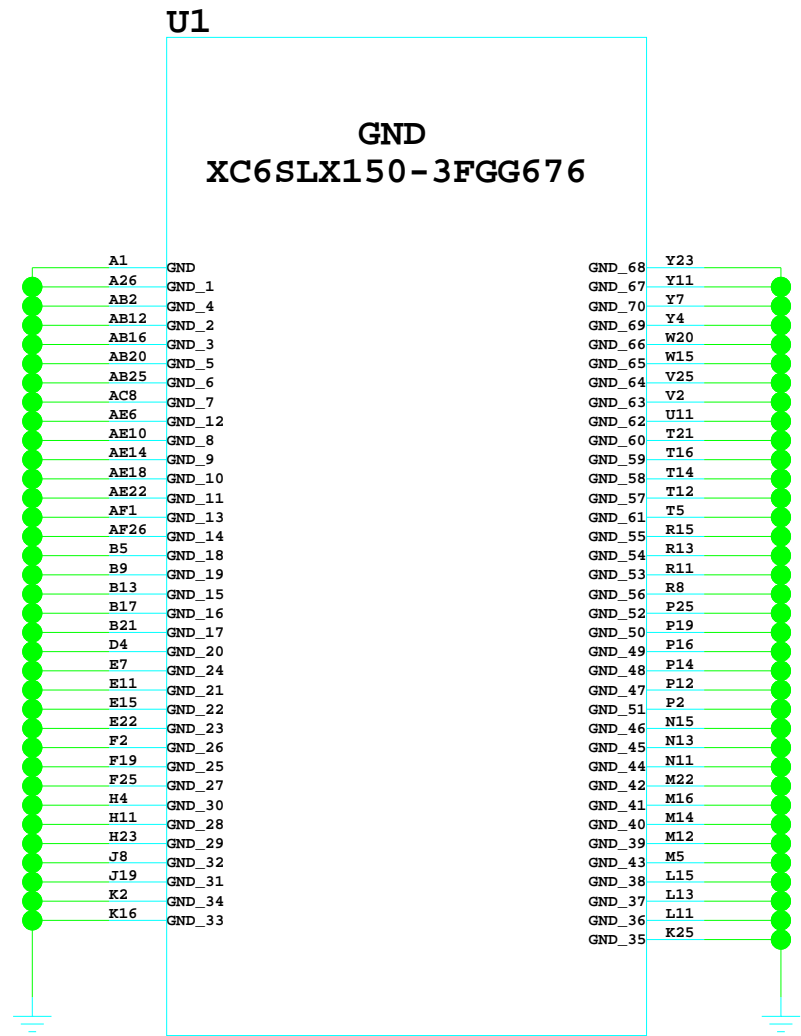 U1
GND
XC6SLX150-3FGG676
A1 GND GND_68 Y23
A26 GND_1 GND_67 Y11
AB2 GND_4 GND_70 Y7
AB12 GND_2 GND_69 Y4
AB16 GND_3 GND_66 W20
AB20 GND_5 GND_65 W15
AB25 GND_6 GND_64 V25
AC8 GND_7 GND_63 V2
AE6 GND_12 GND_62 U11
AE10 GND_8 GND_60 T21
AE14 GND_9 GND_59 T16
AE18 GND_10 GND_58 T14
AE22 GND_11 GND_57 T12
AF1 GND_13 GND_61 T5
AF26 GND_14 GND_55 R15
B5 GND_18 GND_54 R13
B9 GND_19 GND_53 R11
B13 GND_15 GND_56 R8
B17 GND_16 GND_52 P25
B21 GND_17 GND_50 P19
D4 GND_20 GND_49 P16
E7 GND_24 GND_48 P14
E11 GND_21 GND_47 P12
E15 GND_22 GND_51 P2
E22 GND_23 GND_46 N15
F2 GND_26 GND_45 N13
F19 GND_25 GND_44 N11
F25 GND_27 GND_42 M22
H4 GND_30 GND_41 M16
H11 GND_28 GND_40 M14
H23 GND_29 GND_39 M12
J8 GND_32 GND_43 M5
J19 GND_31 GND_38 L15
K2 GND_34 GND_37 L13
K16 GND_33 GND_36 L11
GND_35 K25